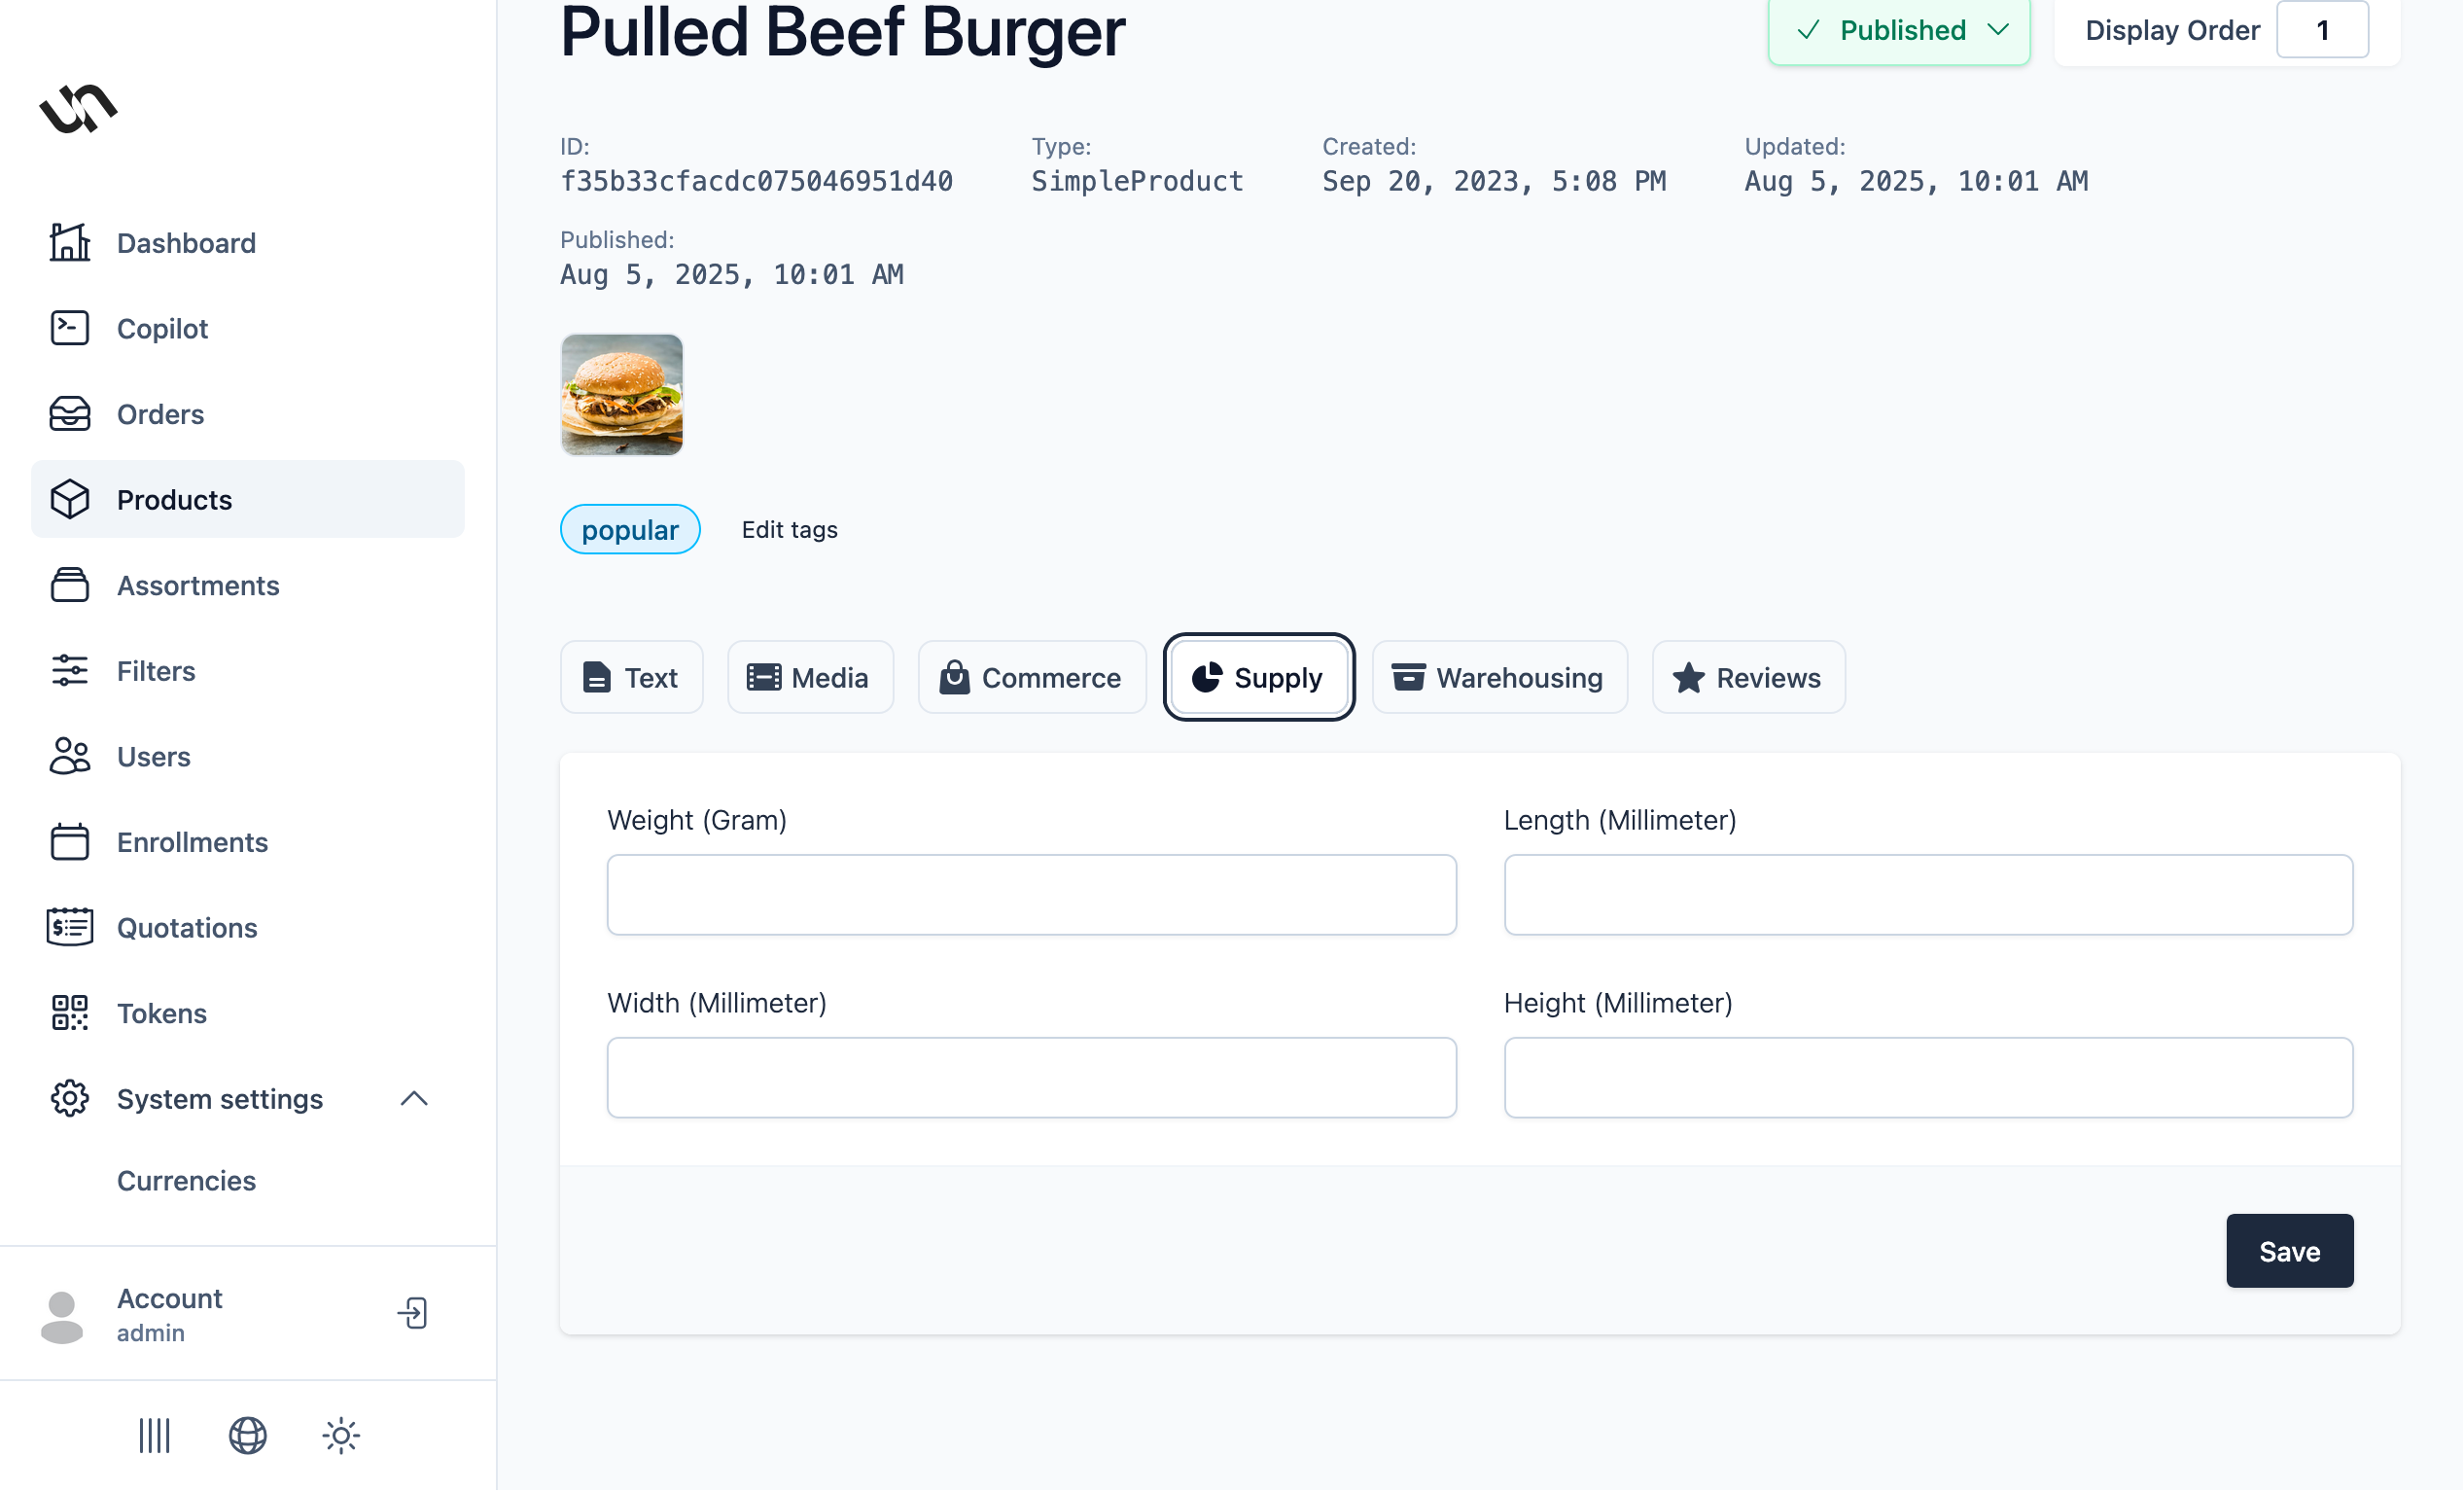 Pulled Beef Burger
Published
Display Order
1
ID:
f35b33cfacdc075046951d40
Type:
SimpleProduct
Created:
Sep 20, 2023, 5:08 PM
Updated:
Aug 5, 2025, 10:01 AM
Published:
Aug 5, 2025, 10:01 AM
popular
Edit tags
Text
Media
Commerce
Supply
Warehousing
Reviews
Weight (Gram)
Length (Millimeter)
Width (Millimeter)
Height (Millimeter)
Save
Dashboard
Copilot
Orders
Products
Assortments
Filters
Users
Enrollments
Quotations
Tokens
System settings
Currencies
Account
admin